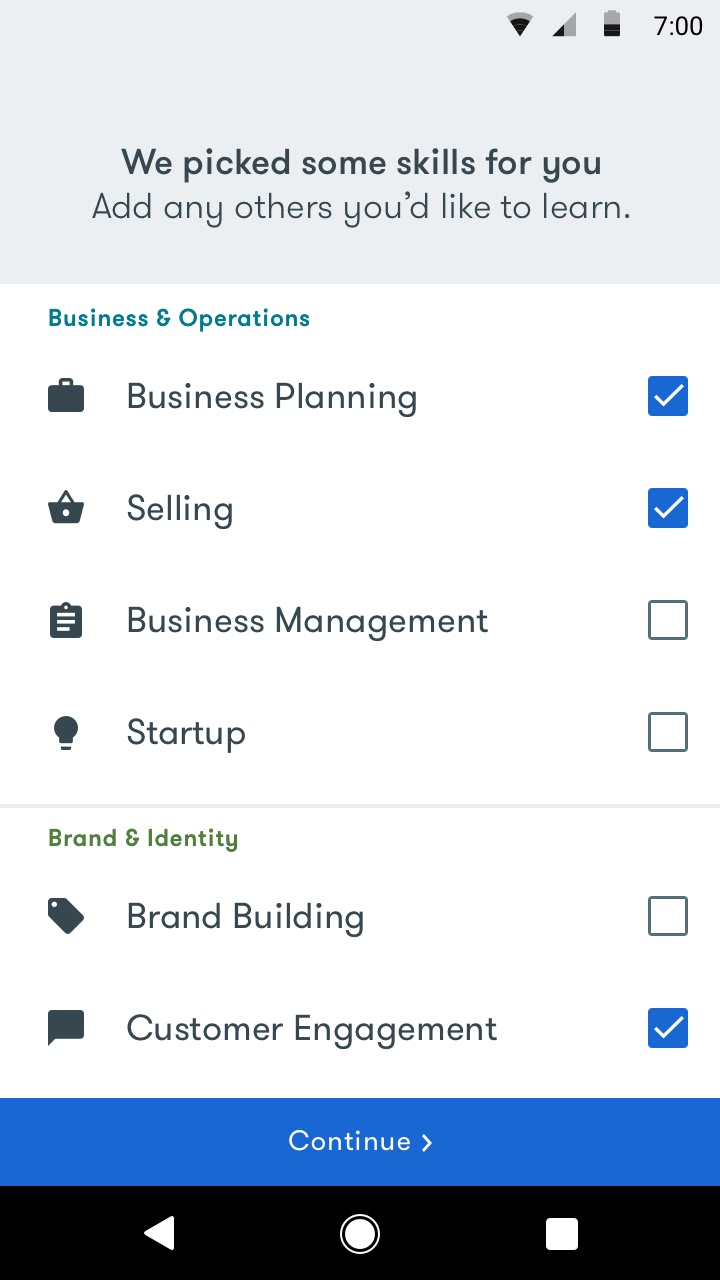 7:00
We picked some skills for you
Add any others you’d like to learn.
Business & Operations
Business Planning
Selling
Business Management
Startup
Brand & Identity
Brand Building
Customer Engagement
Continue